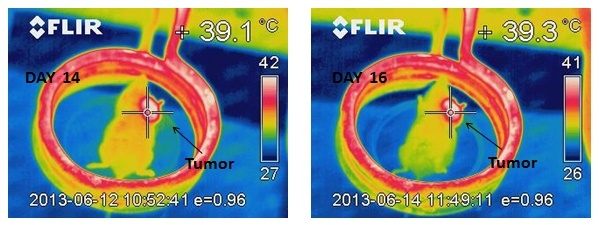 FLIR
+ 39.1 °C
42
DAY 14
Tumor
27
2013-06-12 10:52:41 e=0.96
FLIR
+ 39.3 °C
41
DAY 16
Tumor
26
2013-06-14 11:49:11 e=0.96